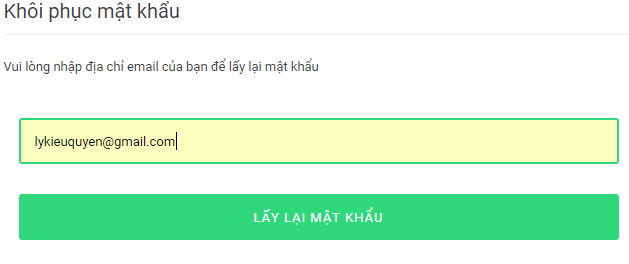 Khôi phục mật khẩu
Vui lòng nhập địa chỉ email của bạn để lấy lại mật khẩu
lykieuquyen@gmail.com
LẤY LẠI MẬT KHẨU